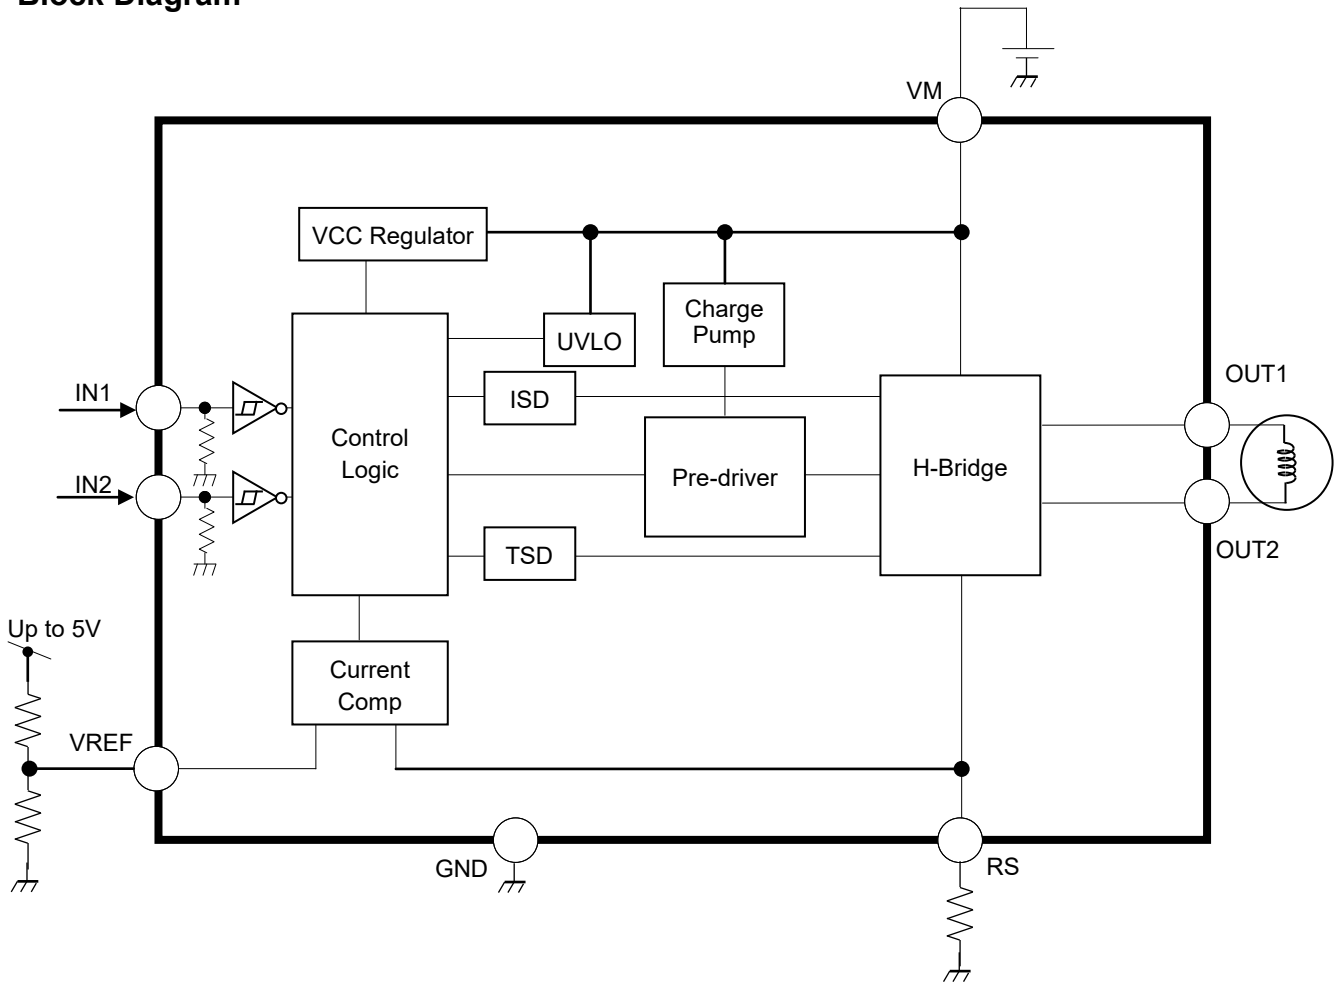 Block Diagram
VM
VCC Regulator
Charge
Pump
UVLO
ISD
IN1
OUT1
Control
Logic
Pre-driver
H-Bridge
IN2
TSD
OUT2
Up to 5V
Current
Comp
VREF
GND
RS